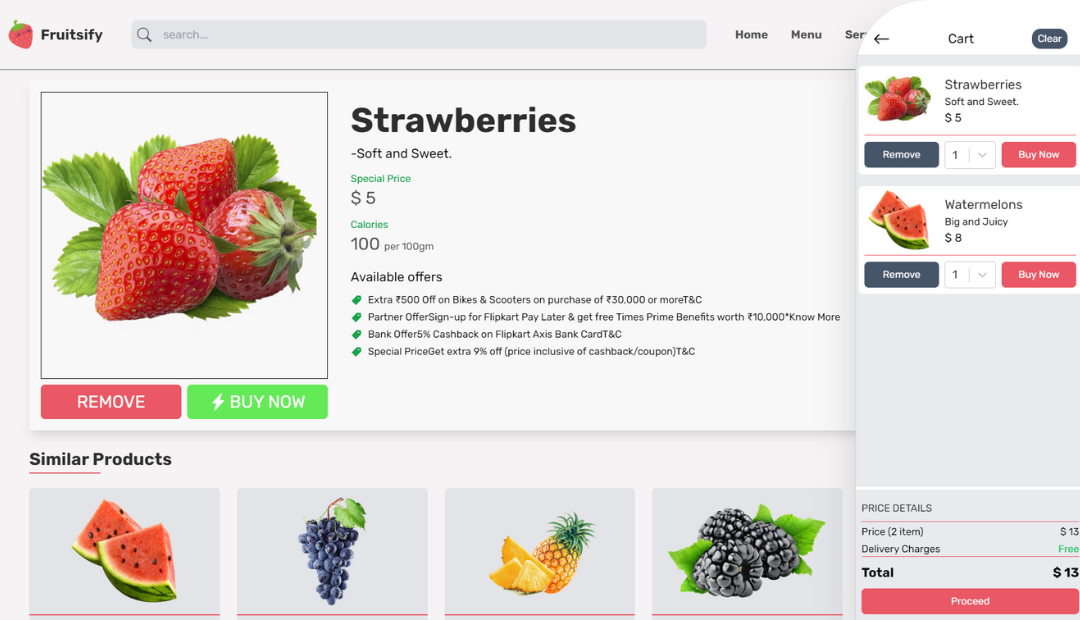 Fruitsify
search...
Home
Menu
Strawberries
-Soft and Sweet.
Special Price
$ 5
Calories
100 per 100gm
Available offers
Extra ₹500 Off on Bikes & Scooters on purchase of ₹30,000 or moreT&C
Partner OfferSign-up for Flipkart Pay Later & get free Times Prime Benefits worth ₹10,000*Know More
Bank Offer5% Cashback on Flipkart Axis Bank CardT&C
Special PriceGet extra 9% off (price inclusive of cashback/coupon)T&C
REMOVE
BUY NOW
Similar Products
Cart
Clear
Strawberries
Soft and Sweet.
$ 5
Remove
1
Buy Now
Watermelons
Big and Juicy
$ 8
Remove
1
Buy Now
PRICE DETAILS
Price (2 item) $ 13
Delivery Charges Free
Total $ 13
Proceed